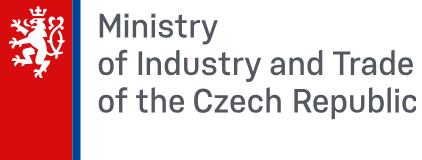 Ministry
of Industry and Trade
of the Czech Republic